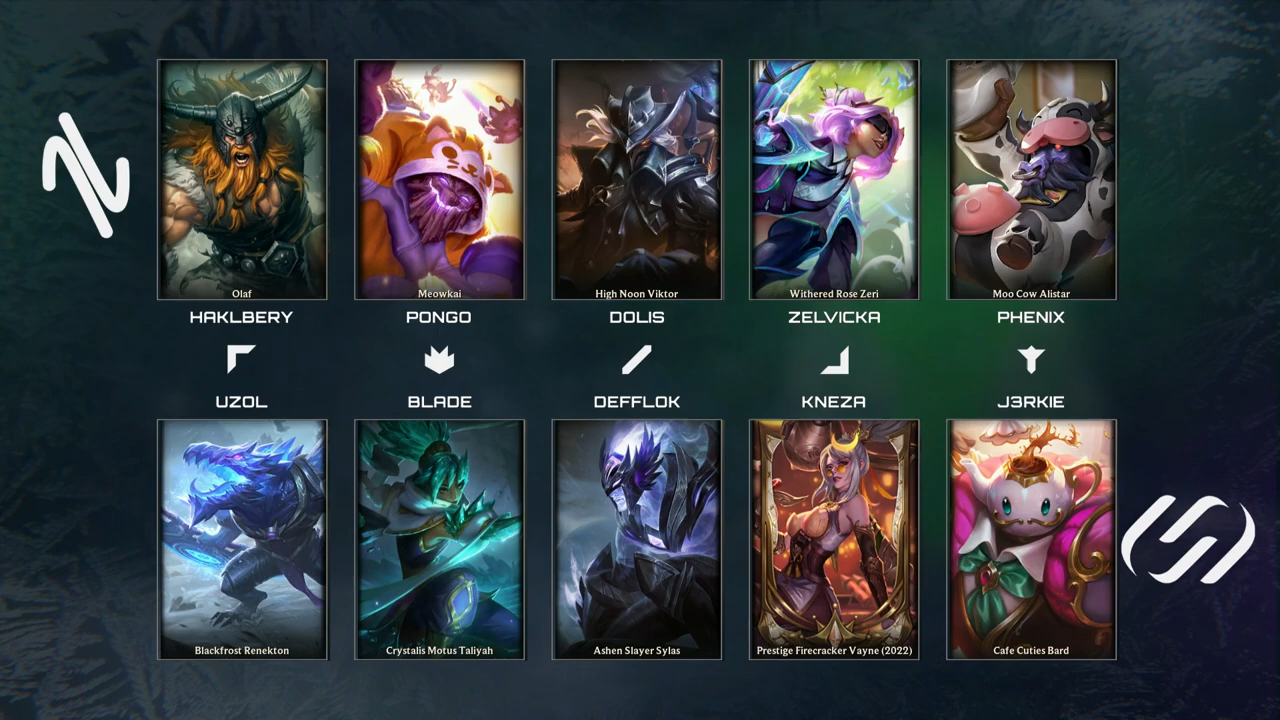 Olaf
Meowkai
High Noon Viktor
Withered Rose Zeri
Moo Cow Alistar
HAKLBERY
PONGO
DOLIS
ZELVICKA
PHENIX
UZOL
BLADE
DEFFLOK
KNEZA
J3RKIE
Blackfrost Renekton
Crystalis Motus Taliyah
Ashen Slayer Sylas
Prestige Firecracker Vayne (2022)
Cafe Cuties Bard